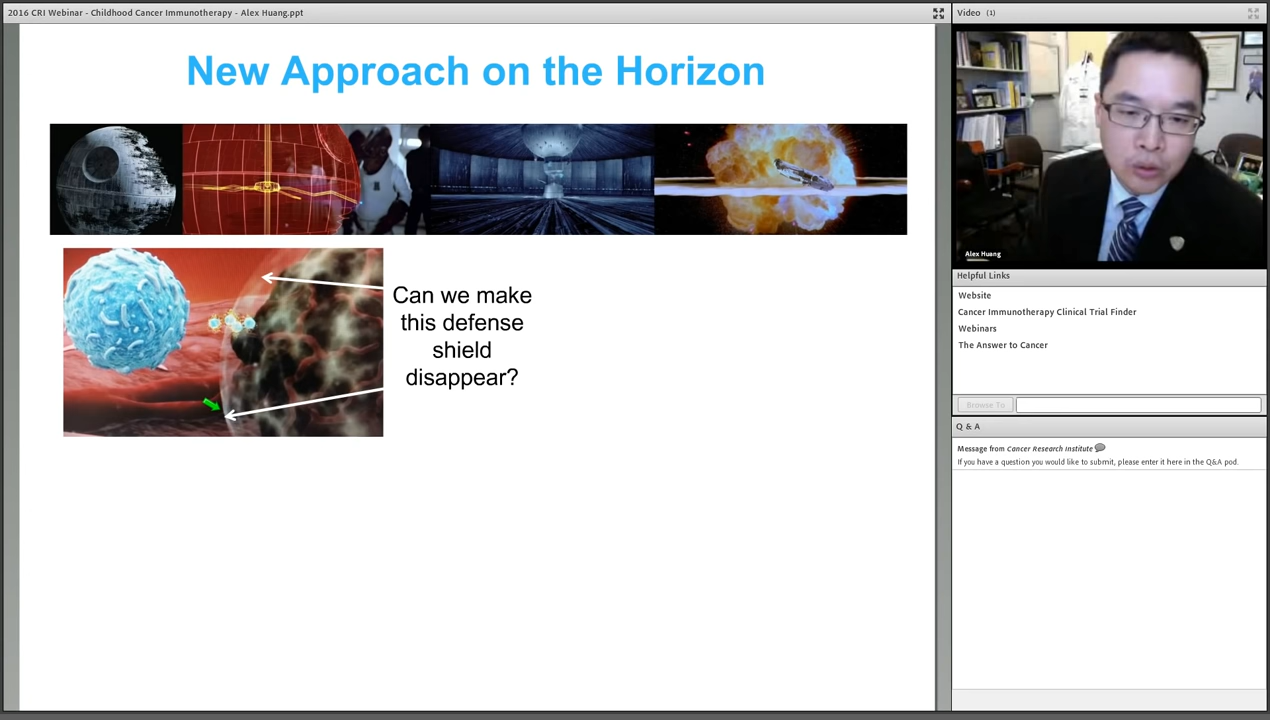 2016 CRI Webinar - Childhood Cancer Immunotherapy - Alex Huang.ppt
New Approach on the Horizon
Can we make
this defense
shield
disappear?
Video (1)
Alex Huang
Helpful Links
Website
Cancer Immunotherapy Clinical Trial Finder
Webinars
The Answer to Cancer
Browse To
Q & A
Message from Cancer Research Institute
If you have a question you would like to submit, please enter it here in the Q&A pod.